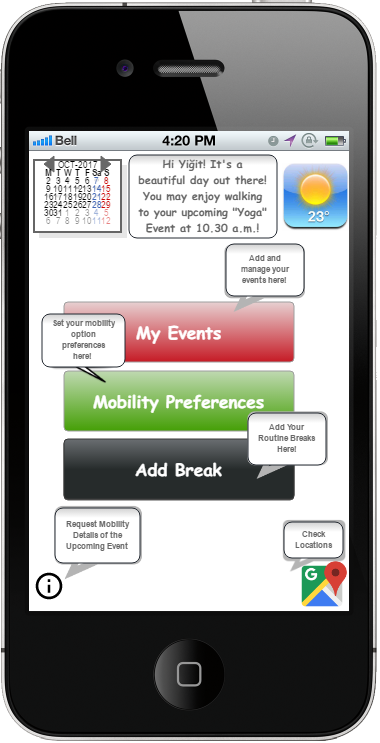 Bell 4:20 PM
OCT-2017
M T W T F Sa S
2 3 4 5 6 7 8
9 10 11 12 13 14 15
16 17 18 19 20 21 22
23 24 25 26 27 28 29
30 31 1 2 3 4 5
6 7 8 9 10 11 12
Hi Yiğit! It's a
beautiful day out there!
You may enjoy walking
to your upcoming "Yoga"
Event at 10.30 a.m.!
23°
Add and
manage your
events here!
My Events
Set your mobility
option
preferences
here!
Mobility Preferences
Add Your
Routine Breaks
Here!
Add Break
Request Mobility
Details of the
Upcoming Event
Check
Locations
i
G